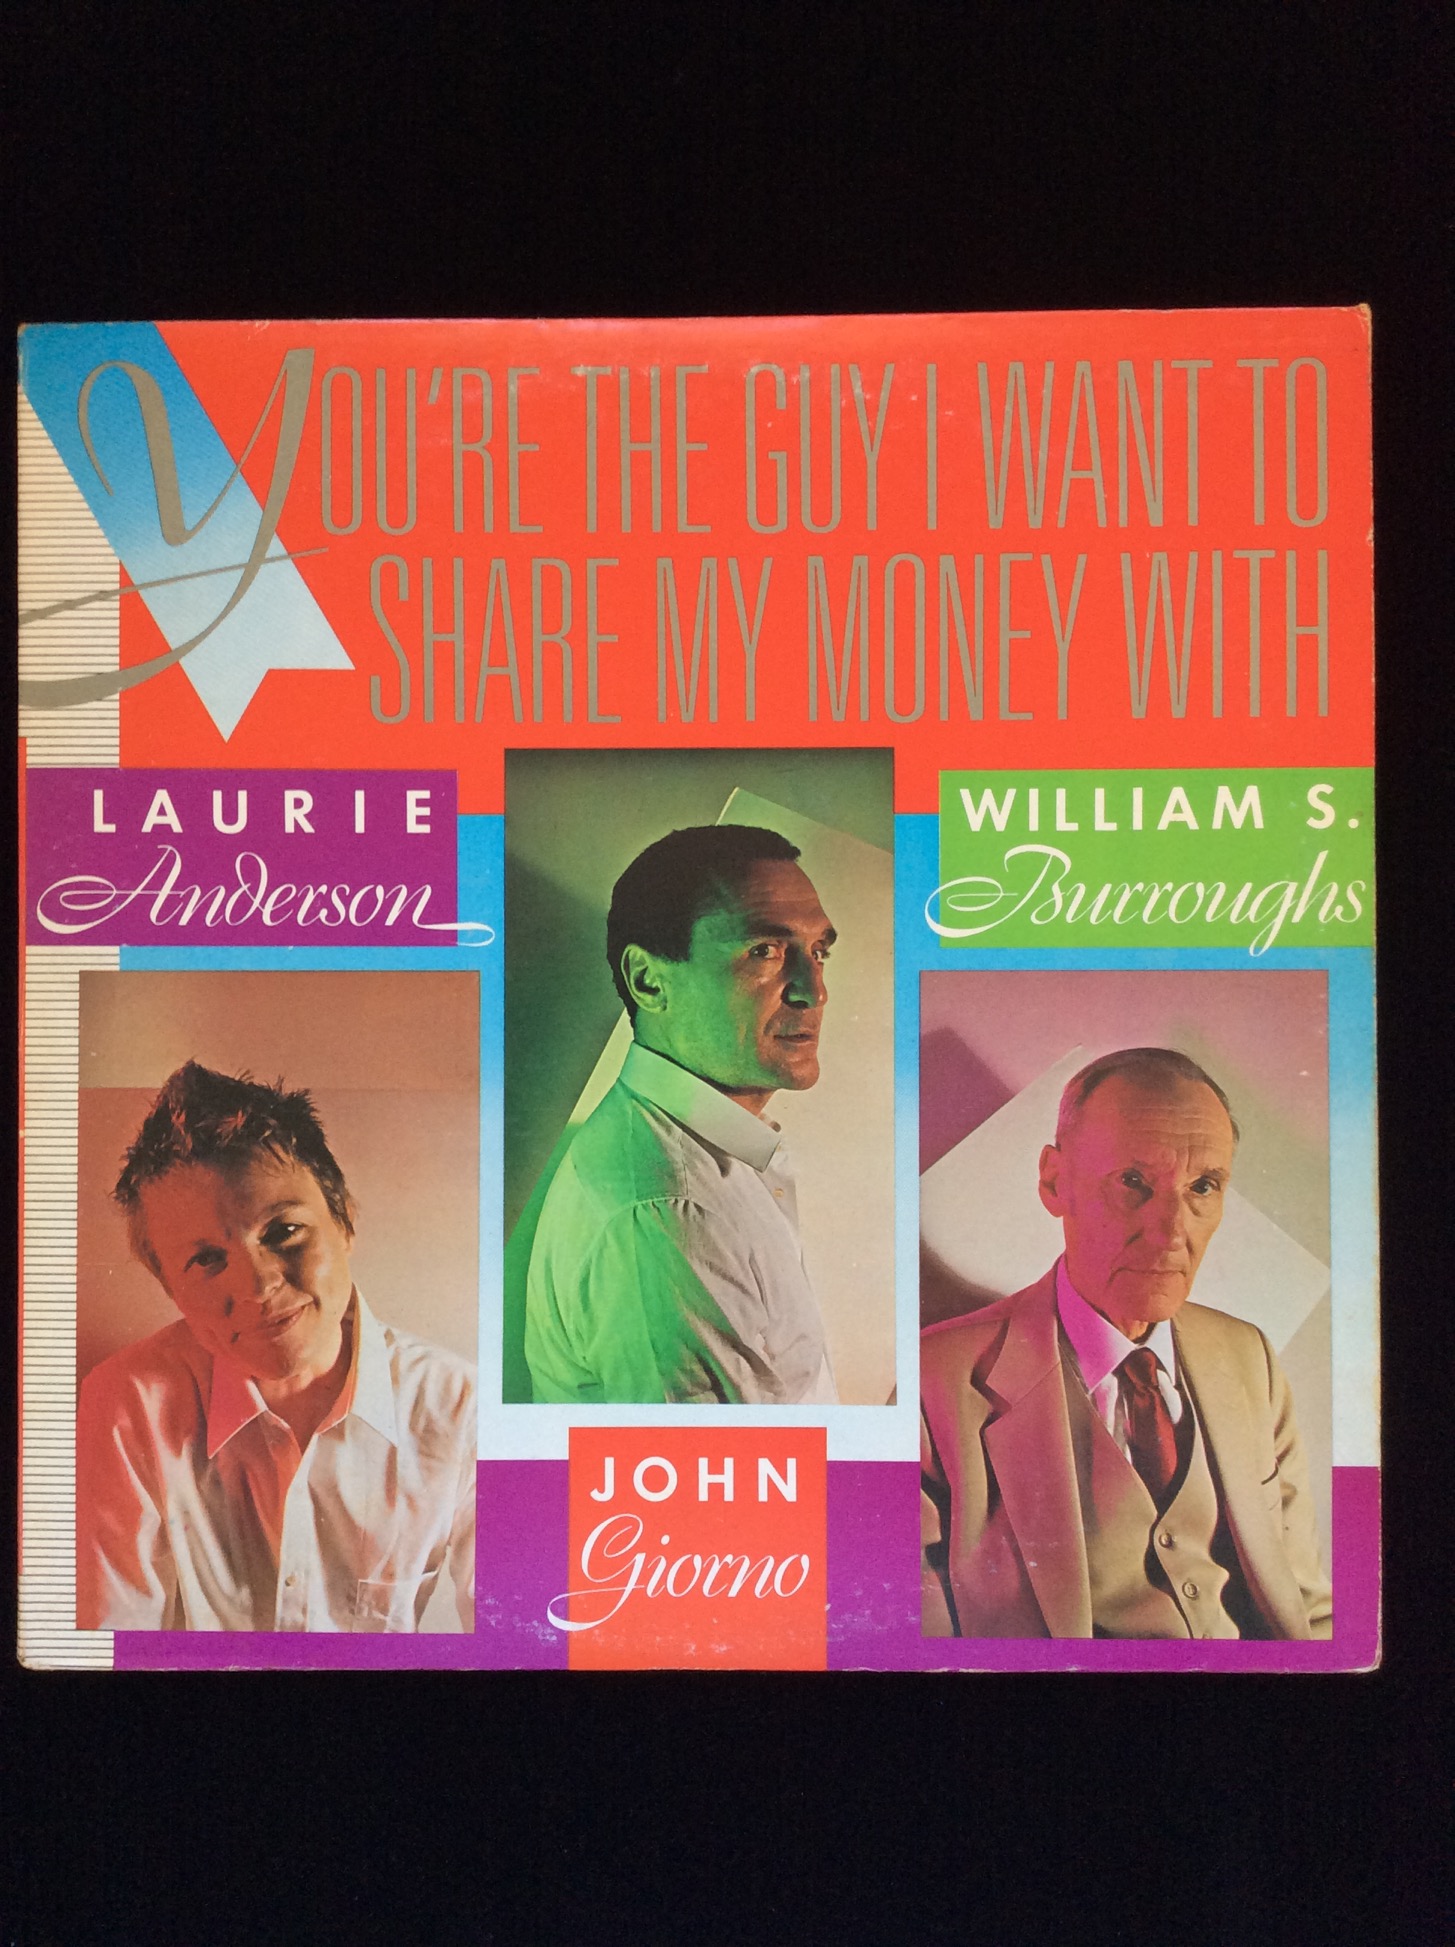 YOU'RE THE GUY I WANT TO
SHARE MY MONEY WITH
LAURIE
Anderson
WILLIAM S.
Burroughs
JOHN
Giorno